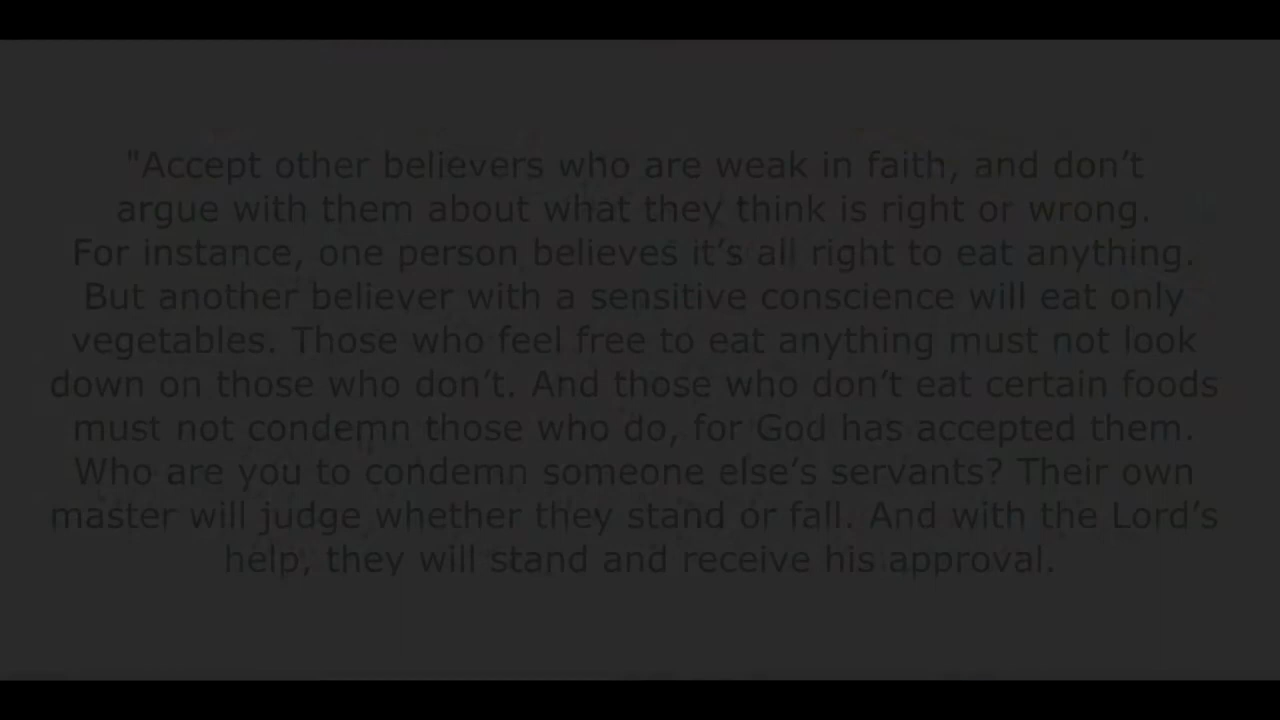 "Accept other believers who are weak in faith, and don’t
argue with them about what they think is right or wrong.
For instance, one person believes it’s all right to eat anything.
But another believer with a sensitive conscience will eat only
vegetables. Those who feel free to eat anything must not look
down on those who don’t. And those who don’t eat certain foods
must not condemn those who do, for God has accepted them.
Who are you to condemn someone else’s servants? Their own
master will judge whether they stand or fall. And with the Lord’s
help, they will stand and receive his approval.